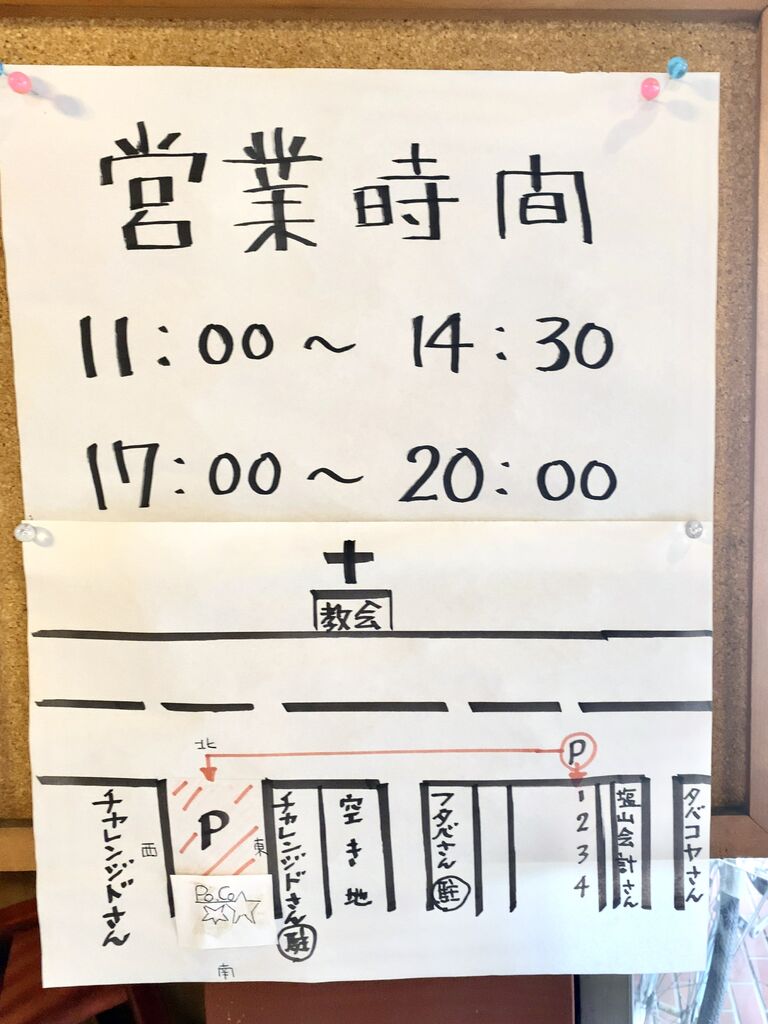 営業時間
11:00～14:30
17:00～20:00
教会
北
P
P
西
東
南
チャレンジドさん
Po.Co
チャレンジドさん
駐
空き地
フタバさん
駐
1
2
3
4
塩山会計さん
タバコヤさん